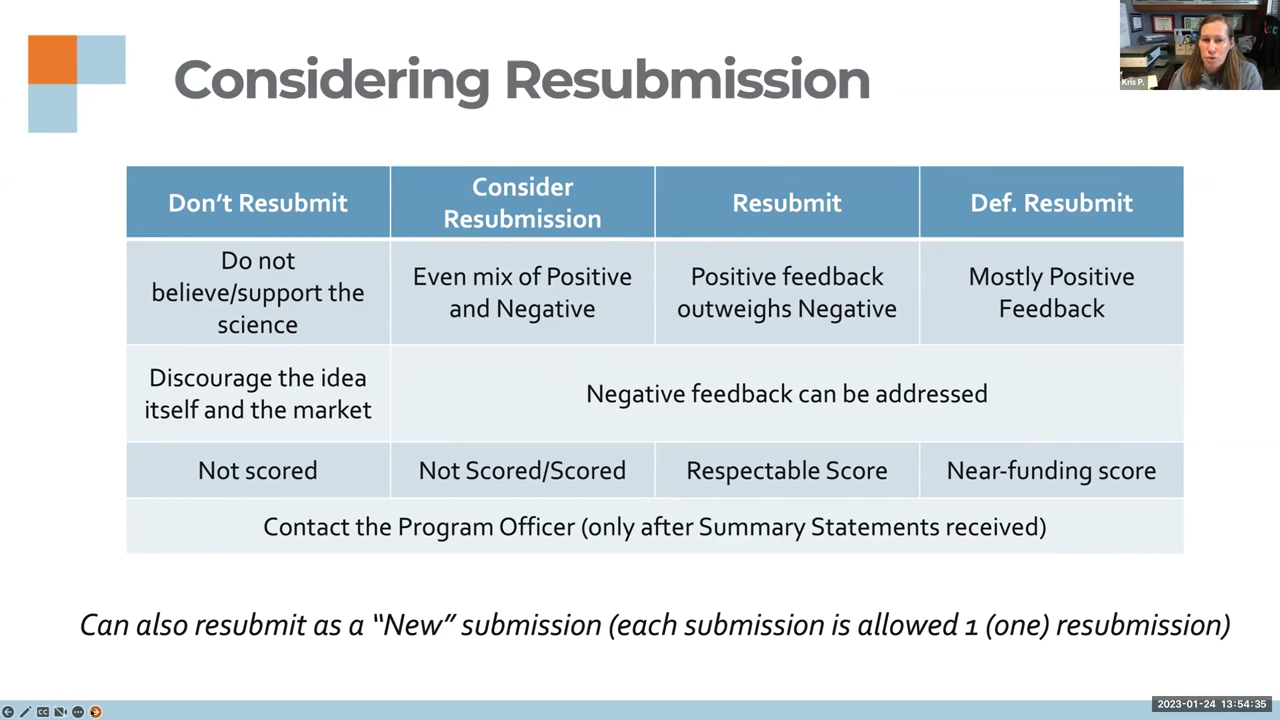 Considering Resubmission
Kris P.
Don't Resubmit
Consider
Resubmission
Resubmit
Def. Resubmit
Do not
believe/support the
science
Even mix of Positive
and Negative
Positive feedback
outweighs Negative
Mostly Positive
Feedback
Discourage the idea
itself and the market
Negative feedback can be addressed
Not scored
Not Scored/Scored
Respectable Score
Near-funding score
Contact the Program Officer (only after Summary Statements received)
Can also resubmit as a “New” submission (each submission is allowed 1 (one) resubmission)
CC
2023-01-24 13:54:35